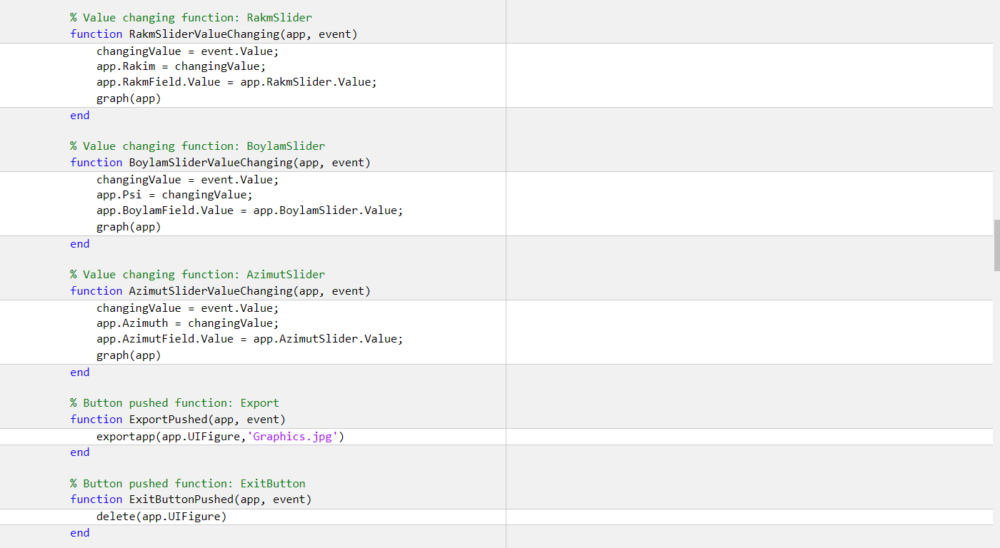 % Value changing function: RakmSlider
function RakmSliderValueChanging(app, event)
changingValue = event.Value;
app.Rakim = changingValue;
app.RakmField.Value = app.RakmSlider.Value;
graph(app)
end
% Value changing function: BoylamSlider
function BoylamSliderValueChanging(app, event)
changingValue = event.Value;
app.Psi = changingValue;
app.BoylamField.Value = app.BoylamSlider.Value;
graph(app)
end
% Value changing function: AzimutSlider
function AzimutSliderValueChanging(app, event)
changingValue = event.Value;
app.Azimuth = changingValue;
app.AzimutField.Value = app.AzimutSlider.Value;
graph(app)
end
% Button pushed function: Export
function ExportPushed(app, event)
exportapp(app.UIFigure,'Graphics.jpg')
end
% Button pushed function: ExitButton
function ExitButtonPushed(app, event)
delete(app.UIFigure)
end